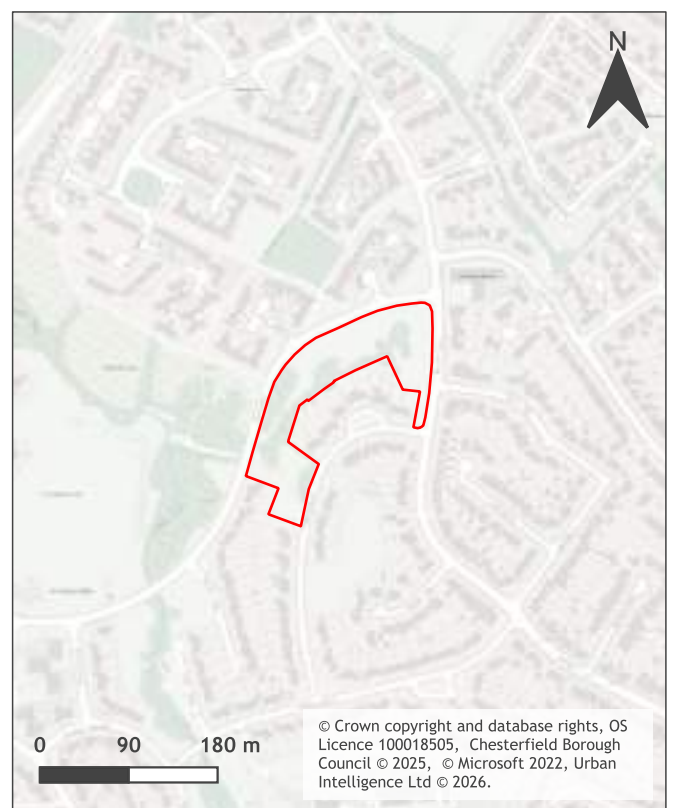 N
0 90 180 m
© Crown copyright and database rights, OS
Licence 100018505, Chesterfield Borough
Council © 2025, © Microsoft 2022, Urban
Intelligence Ltd © 2026.